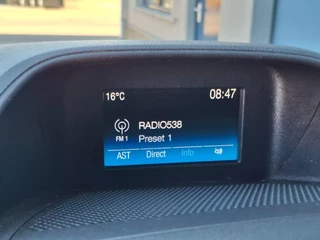 16°C 08:47
RADIO538
FM 1 Preset 1
AST Direct Info